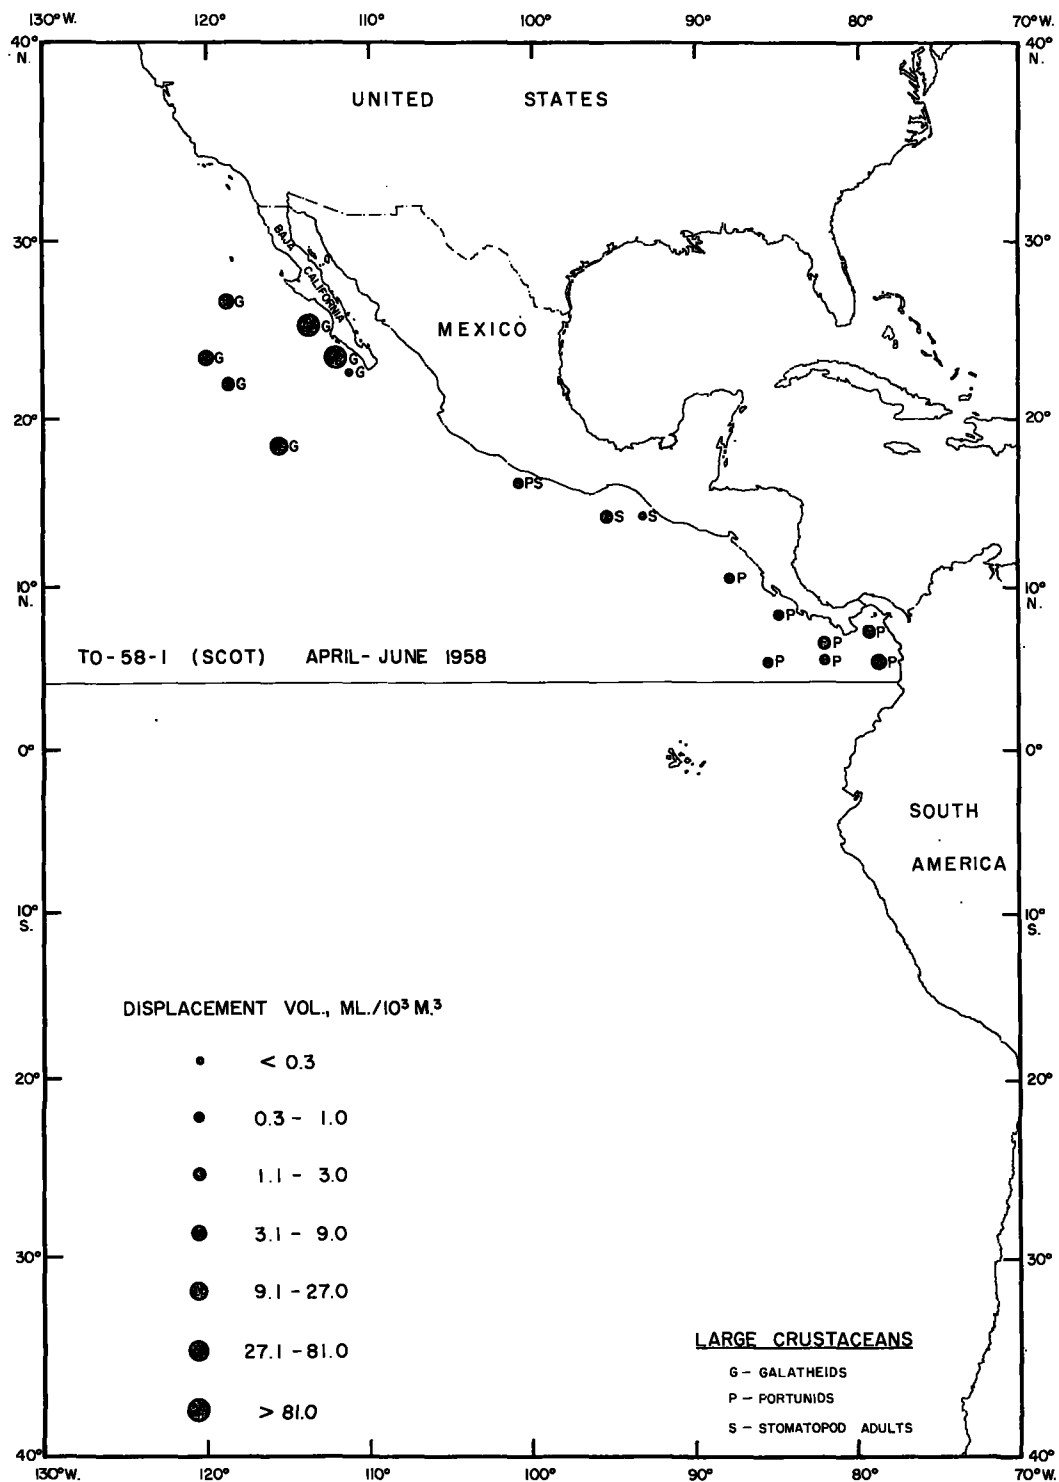 130° W. 120° 110° 100° 90° 80° 70° W.
40° N. 40° N.
UNITED STATES
30° 30°
BAJA CALIFORNIA
G
G
MEXICO
G G
G G
20° 20°
G
PS
S S
10° N. P 10° N.
P
P P
TO-58-1 (SCOT) APRIL-JUNE 1958
P P P
0° 0°
SOUTH
AMERICA
10° S. 10° S.
DISPLACEMENT VOL., ML./10³ M.³
< 0.3
20° 20°
0.3 - 1.0
1.1 - 3.0
3.1 - 9.0
30° 30°
9.1 - 27.0
27.1 - 81.0
> 81.0
LARGE CRUSTACEANS
G - GALATHEIDS
P - PORTUNIDS
S - STOMATOPOD ADULTS
40° 40°
130° W. 120° 110° 100° 90° 80° 70° W.